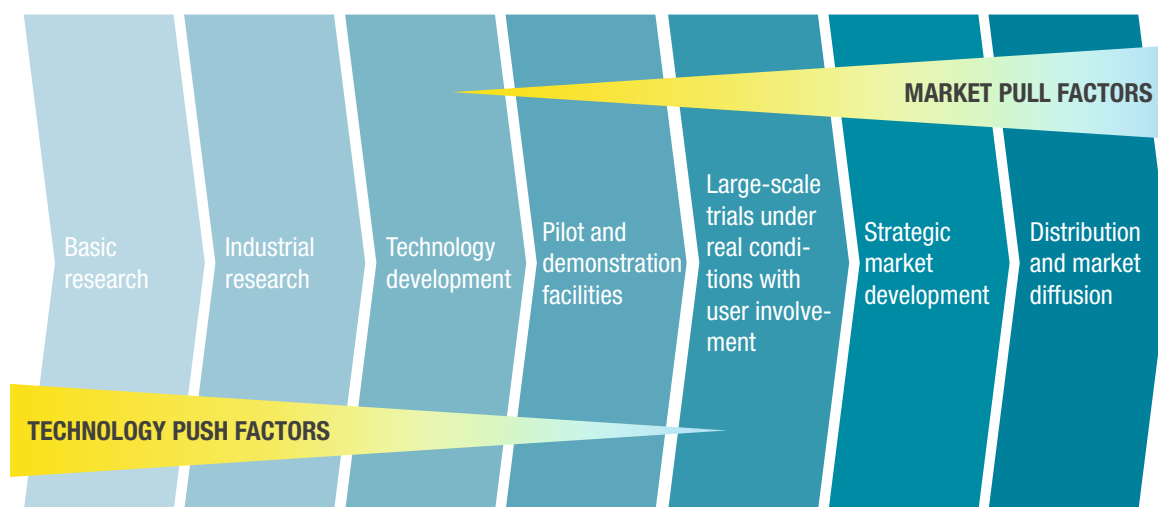 MARKET PULL FACTORS
Basic
research
Industrial
research
Technology
development
Pilot and
demonstration
facilities
Large-scale
trials under
real condi-
tions with
user involve-
ment
Strategic
market
development
Distribution
and market
diffusion
TECHNOLOGY PUSH FACTORS